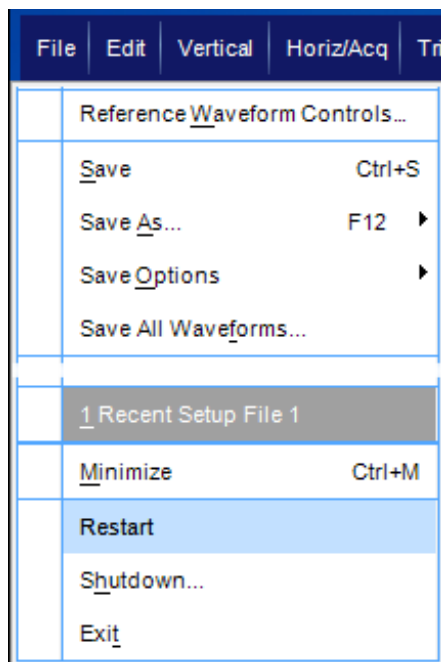 File Edit Vertical Horiz/Acq Tri
Reference Waveform Controls...
Save Ctrl+S
Save As... F12
Save Options
Save All Waveforms...
1 Recent Setup File 1
Minimize Ctrl+M
Restart
Shutdown...
Exit